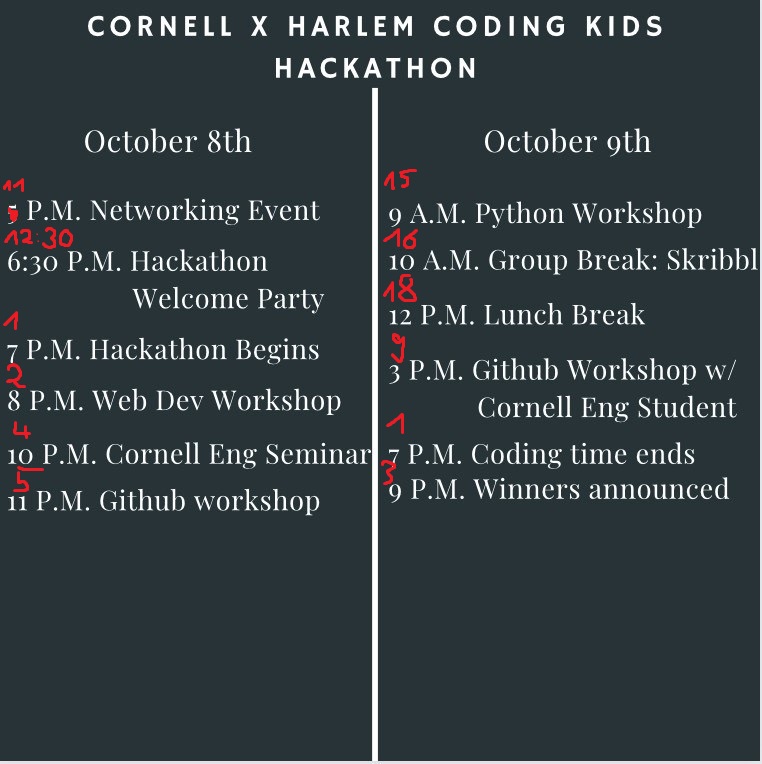 CORNELL X HARLEM CODING KIDS
HACKATHON
October 8th
11
5 P.M. Networking Event
12:30
6:30 P.M. Hackathon
Welcome Party
1
7 P.M. Hackathon Begins
2
8 P.M. Web Dev Workshop
4
10 P.M. Cornell Eng Seminar
5
11 P.M. Github workshop
October 9th
15
9 A.M. Python Workshop
16
10 A.M. Group Break: Skribbl
18
12 P.M. Lunch Break
9
3 P.M. Github Workshop w/
Cornell Eng Student
1
7 P.M. Coding time ends
3
9 P.M. Winners announced